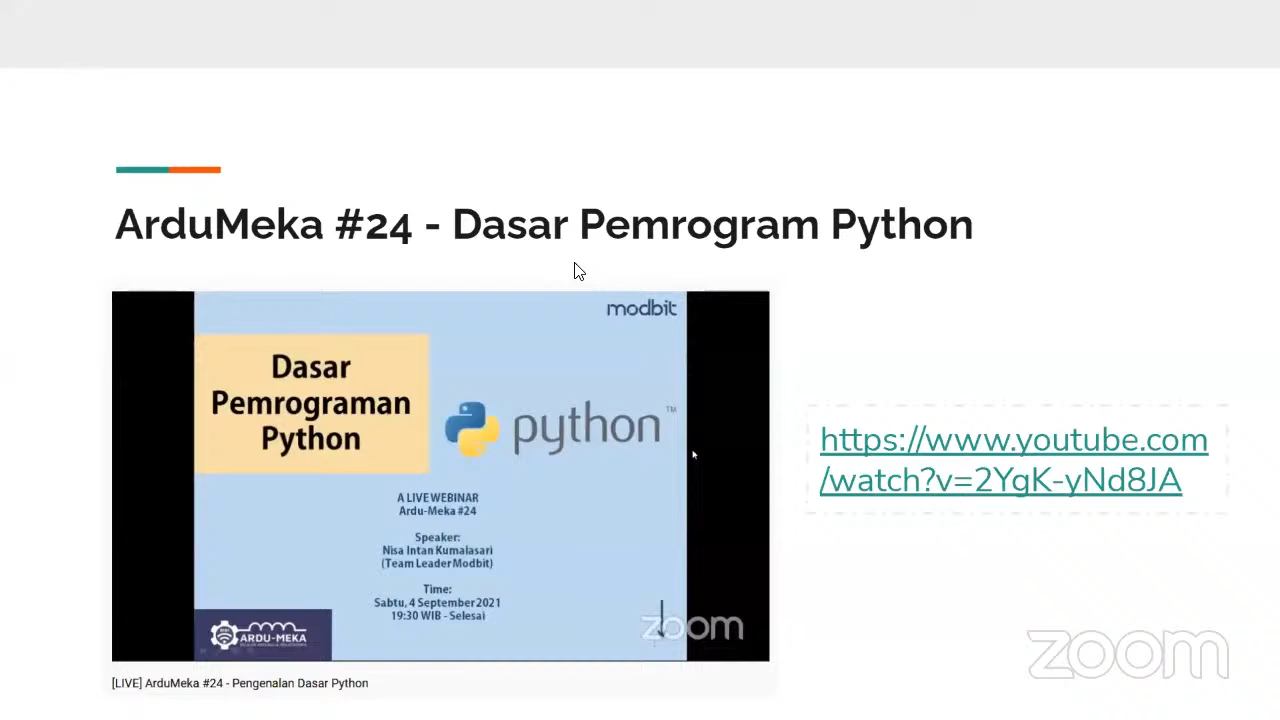 ArduMeka #24 - Dasar Pemrogram Python
modbit
Dasar
Pemrograman
Python
python™
A LIVE WEBINAR
Ardu-Meka #24
Speaker:
Nisa Intan Kumalasari
(Team Leader Modbit)
Time:
Sabtu, 4 September 2021
19:30 WIB - Selesai
ARDU-MEKA
zoom
[LIVE] ArduMeka #24 - Pengenalan Dasar Python
https://www.youtube.com
/watch?v=2YgK-yNd8JA
zoom